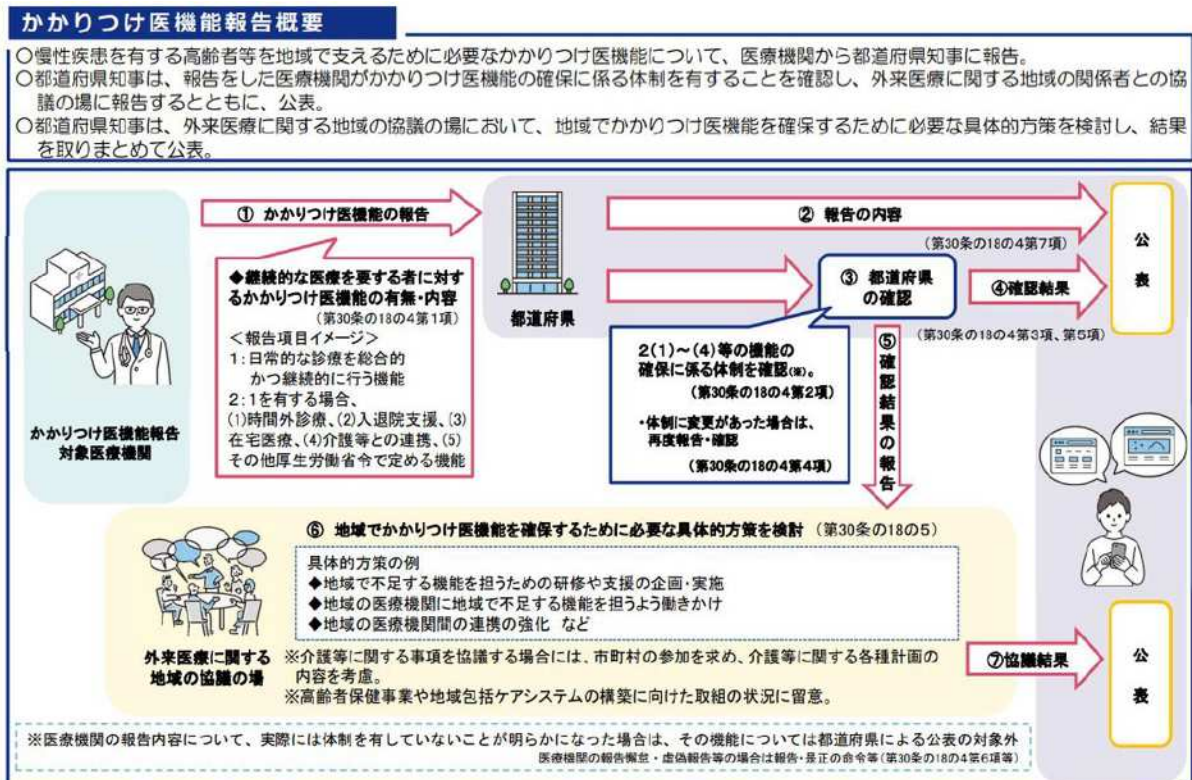 かかりつけ医機能報告概要
○慢性疾患を有する高齢者等を地域で支えるために必要なかかりつけ医機能について、医療機関から都道府県知事に報告。
○都道府県知事は、報告をした医療機関がかかりつけ医機能の確保に係る体制を有することを確認し、外来医療に関する地域の関係者との協
議の場に報告するとともに、公表。
○都道府県知事は、外来医療に関する地域の協議の場において、地域でかかりつけ医機能を確保するために必要な具体的方策を検討し、結果
を取りまとめて公表。
かかりつけ医機能報告
対象医療機関
① かかりつけ医機能の報告
◆継続的な医療を要する者に対す
るかかりつけ医機能の有無・内容
(第30条の18の4第1項)
＜報告項目イメージ＞
1:日常的な診療を総合的
かつ継続的に行う機能
2:1を有する場合、
(1)時間外診療、(2)入退院支援、(3)
在宅医療、(4)介護等との連携、(5)
その他厚生労働省令で定める機能
都道府県
② 報告の内容
(第30条の18の4第7項)
③ 都道府県
の確認
④確認結果
(第30条の18の4第3項、第5項)
公表
2(1)～(4)等の機能の
確保に係る体制を確認(※)。
(第30条の18の4第2項)
・体制に変更があった場合は、
再度報告・確認
(第30条の18の4第4項)
⑤確認結果の報告
⑥ 地域でかかりつけ医機能を確保するために必要な具体的方策を検討 (第30条の18の5)
具体的方策の例
◆地域で不足する機能を担うための研修や支援の企画・実施
◆地域の医療機関に地域で不足する機能を担うよう働きかけ
◆地域の医療機関間の連携の強化 など
外来医療に関する
地域の協議の場
※介護等に関する事項を協議する場合には、市町村の参加を求め、介護等に関する各種計画の
内容を考慮。
※高齢者保健事業や地域包括ケアシステムの構築に向けた取組の状況に留意。
⑦協議結果
公表
※医療機関の報告内容について、実際には体制を有していないことが明らかになった場合は、その機能については都道府県による公表の対象外
医療機関の報告懈怠・虚偽報告等の場合は報告・是正の命令等(第30条の18の4第6項等)